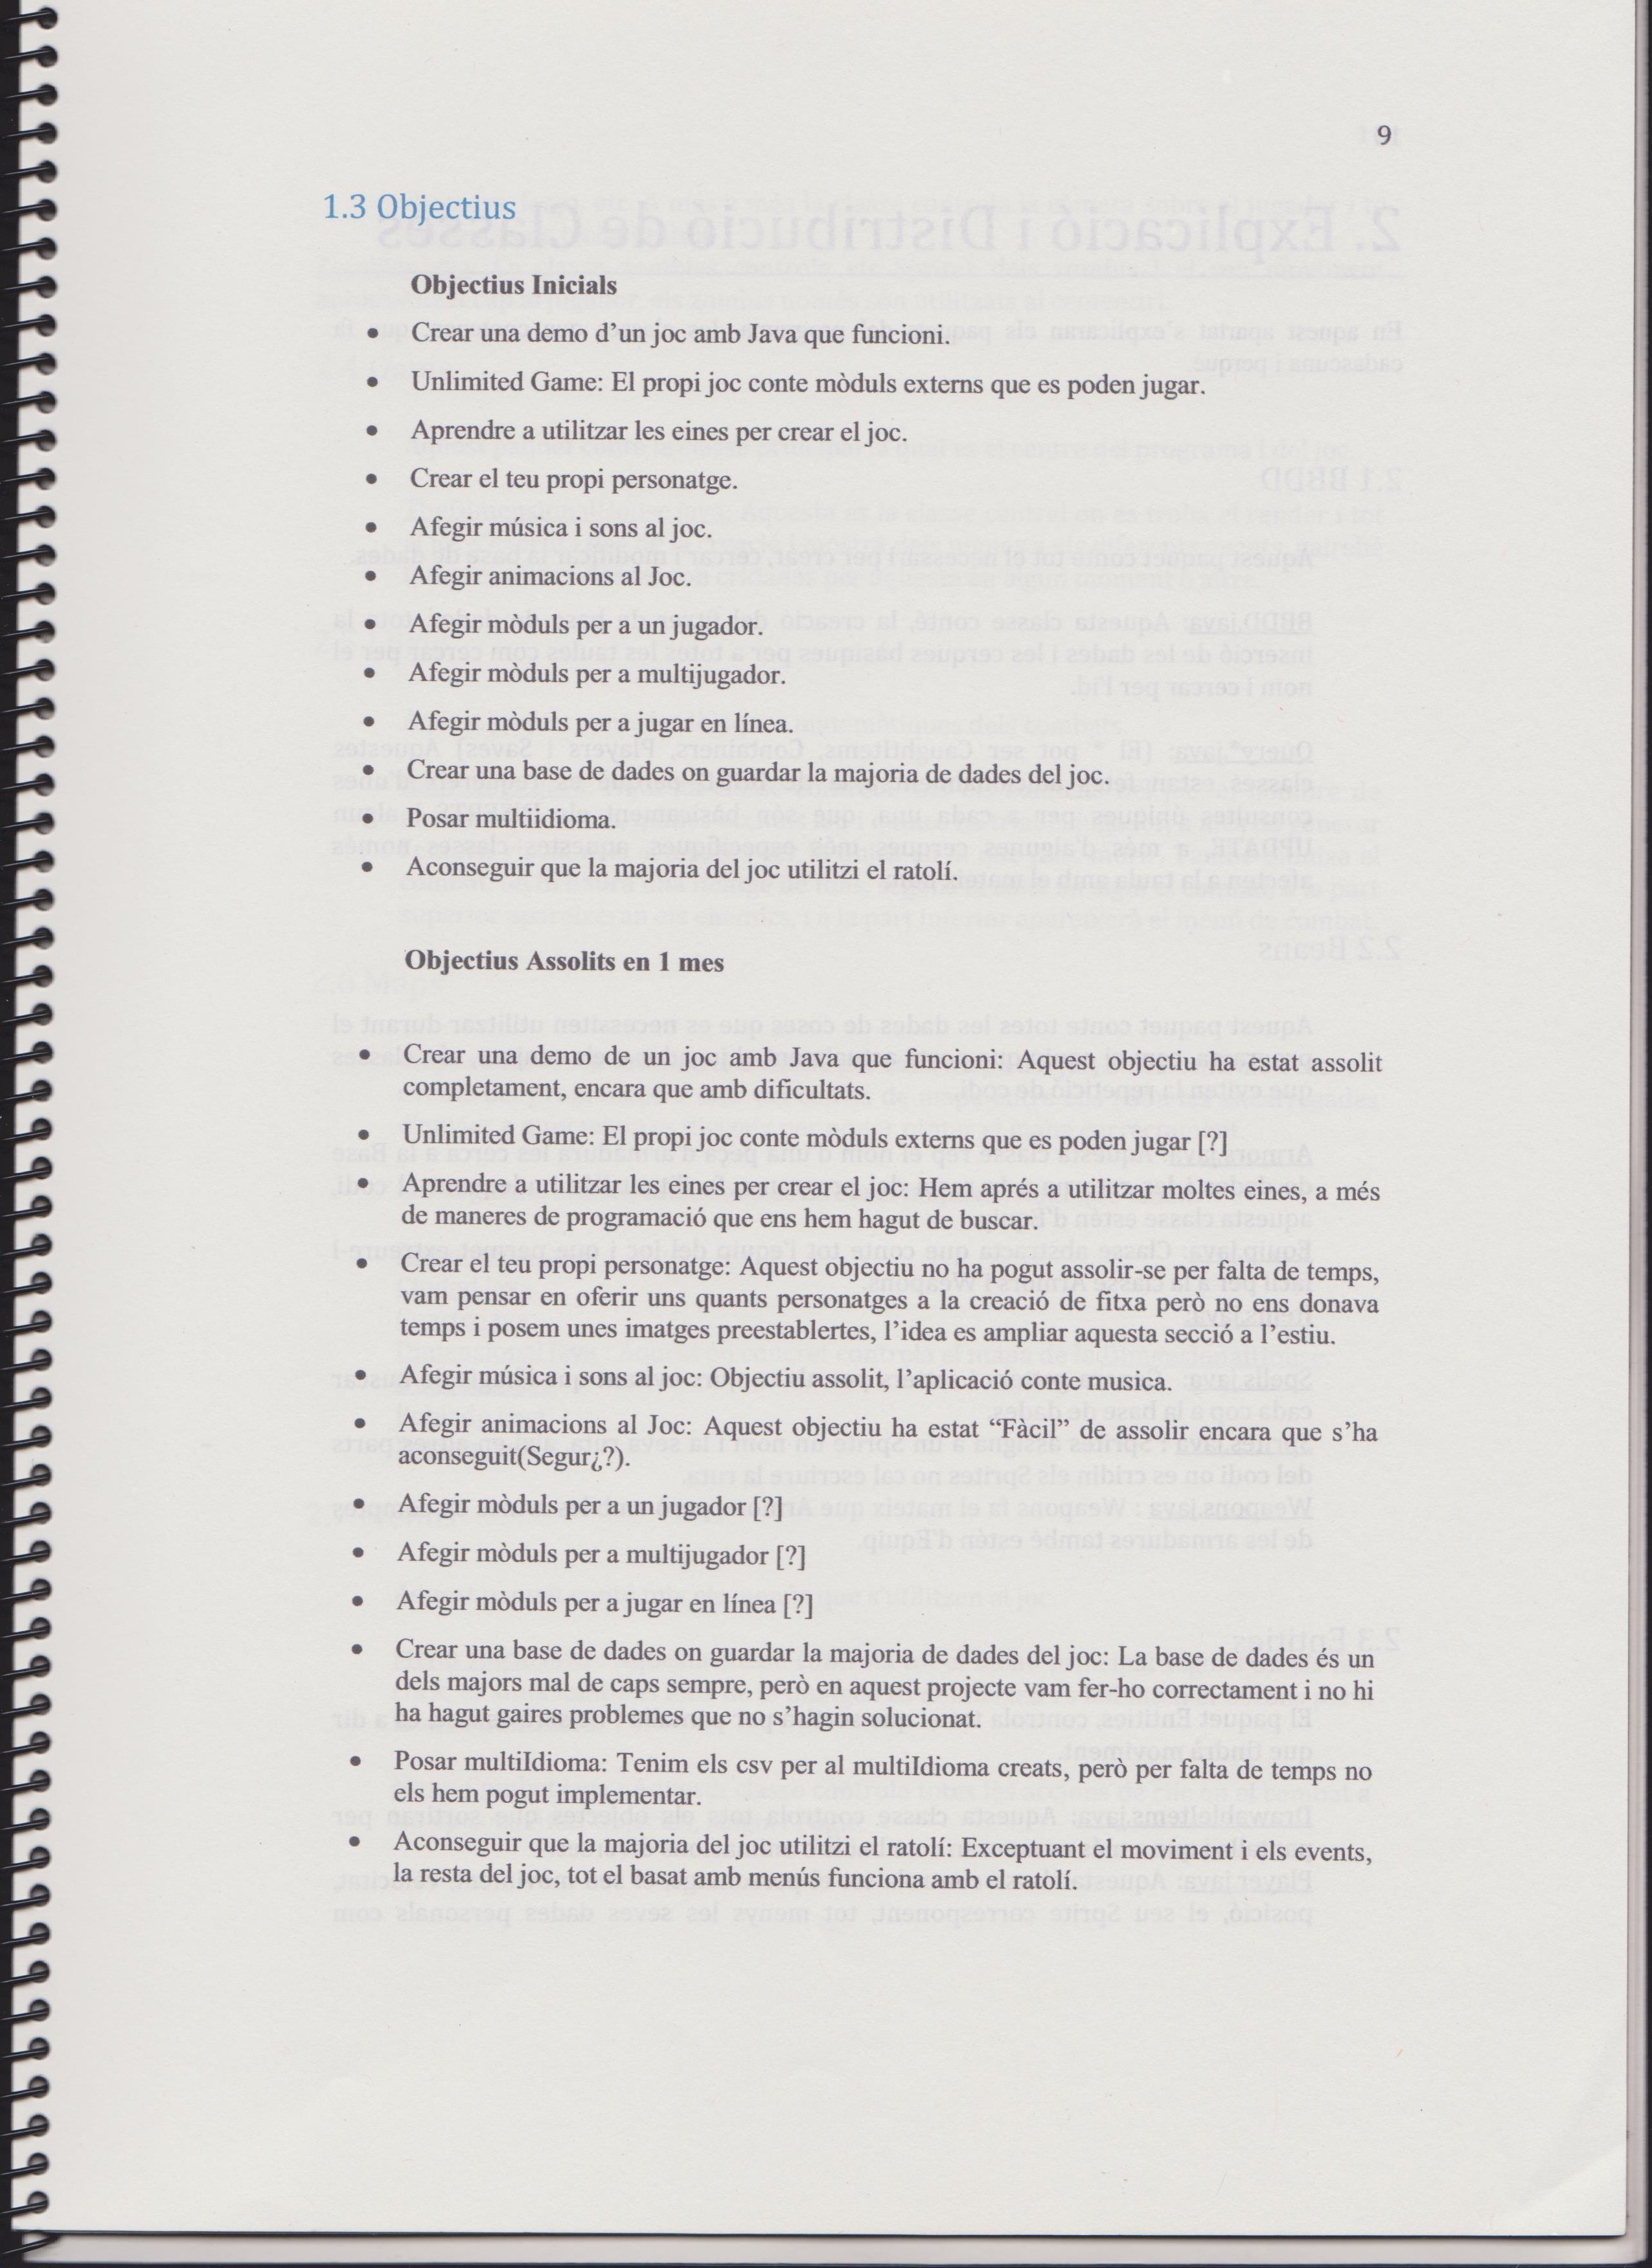 9
1.3 Objectius
Objectius Inicials
• Crear una demo d’un joc amb Java que funcioni.
• Unlimited Game: El propi joc conte mòduls externs que es poden jugar.
• Aprendre a utilitzar les eines per crear el joc.
• Crear el teu propi personatge.
• Afegir música i sons al joc.
• Afegir animacions al Joc.
• Afegir mòduls per a un jugador.
• Afegir mòduls per a multijugador.
• Afegir mòduls per a jugar en línea.
• Crear una base de dades on guardar la majoria de dades del joc.
• Posar multiidioma.
• Aconseguir que la majoria del joc utilitzi el ratolí.
Objectius Assolits en 1 mes
• Crear una demo de un joc amb Java que funcioni: Aquest objectiu ha estat assolit
completament, encara que amb dificultats.
• Unlimited Game: El propi joc conte mòduls externs que es poden jugar [?]
• Aprendre a utilitzar les eines per crear el joc: Hem aprés a utilitzar moltes eines, a més
de maneres de programació que ens hem hagut de buscar.
• Crear el teu propi personatge: Aquest objectiu no ha pogut assolir-se per falta de temps,
vam pensar en oferir uns quants personatges a la creació de fitxa però no ens donava
temps i posem unes imatges preestablertes, l’idea es ampliar aquesta secció a l’estiu.
• Afegir música i sons al joc: Objectiu assolit, l’aplicació conte musica.
• Afegir animacions al Joc: Aquest objectiu ha estat “Fàcil” de assolir encara que s’ha
aconseguit(Segur¿?).
• Afegir mòduls per a un jugador [?]
• Afegir mòduls per a multijugador [?]
• Afegir mòduls per a jugar en línea [?]
• Crear una base de dades on guardar la majoria de dades del joc: La base de dades és un
dels majors mal de caps sempre, però en aquest projecte vam fer-ho correctament i no hi
ha hagut gaires problemes que no s’hagin solucionat.
• Posar multiIdioma: Tenim els csv per al multiIdioma creats, però per falta de temps no
els hem pogut implementar.
• Aconseguir que la majoria del joc utilitzi el ratolí: Exceptuant el moviment i els events,
la resta del joc, tot el basat amb menús funciona amb el ratolí.